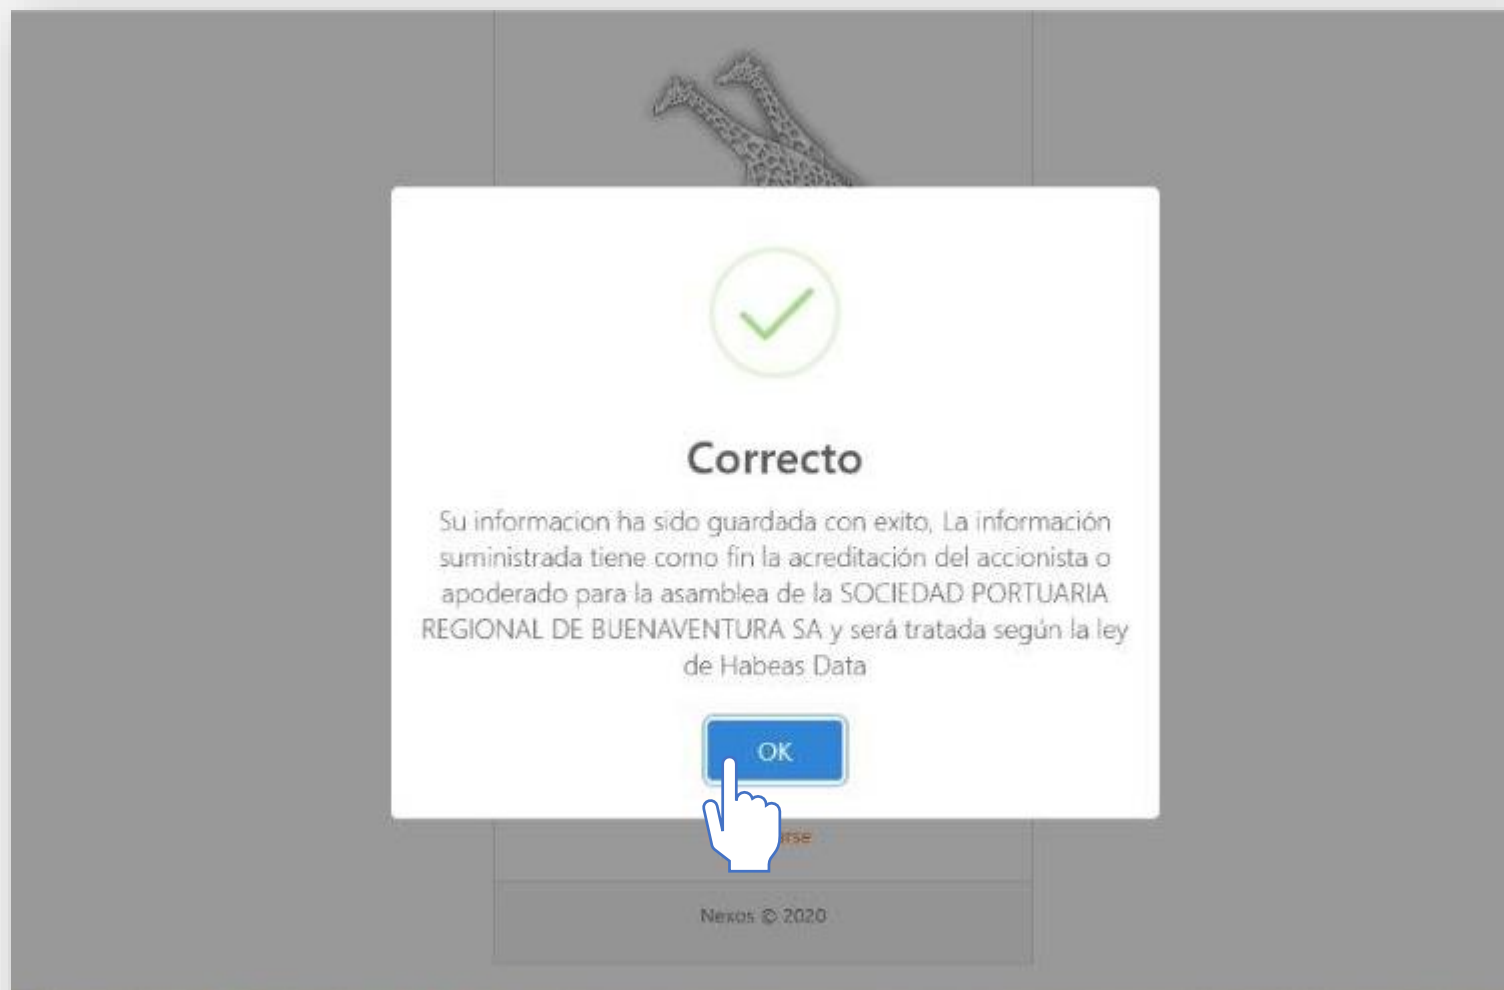 Correcto
Su informacion ha sido guardada con exito, La información
suministrada tiene como fin la acreditación del accionista o
apoderado para la asamblea de la SOCIEDAD PORTUARIA
REGIONAL DE BUENAVENTURA SA y será tratada según la ley
de Habeas Data
OK
Nexos © 2020